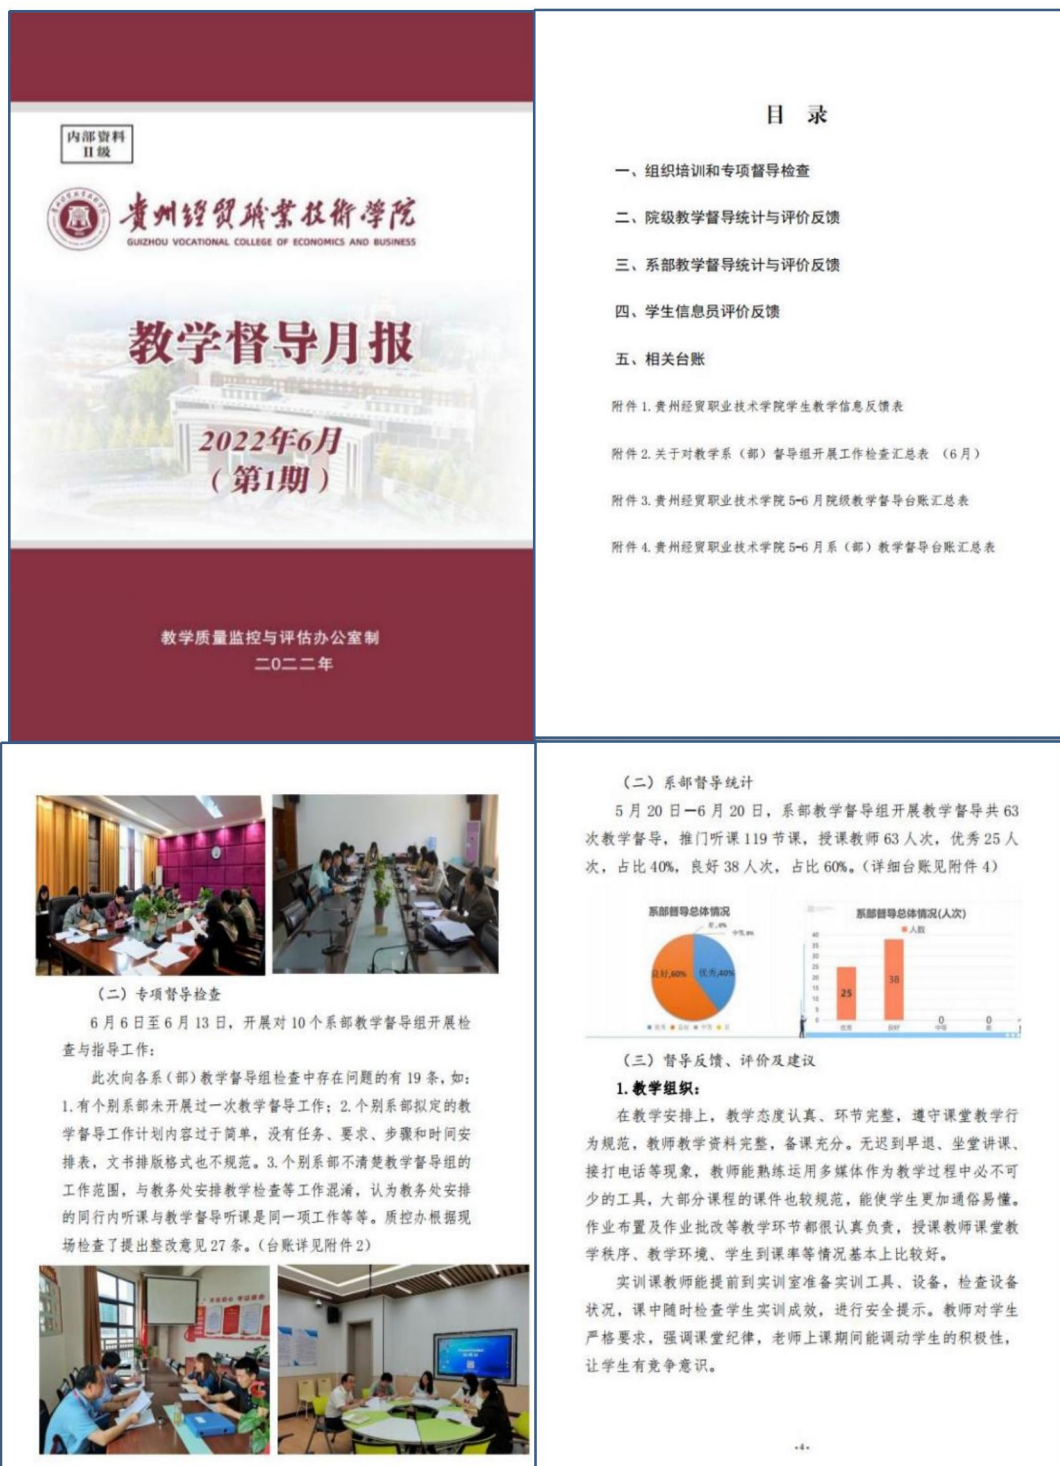 内部资料
II级
贵州经贸职业技术学院
GUIZHOU VOCATIONAL COLLEGE OF ECONOMICS AND BUSINESS
教学督导月报
2022年6月
（第1期）
教学质量监控与评估办公室制
二〇二二年
目 录
一、组织培训和专项督导检查
二、院级教学督导统计与评价反馈
三、系部教学督导统计与评价反馈
四、学生信息员评价反馈
五、相关台账
附件1.贵州经贸职业技术学院学生教学信息反馈表
附件2.关于对教学系（部）督导组开展工作检查汇总表 （6月）
附件3.贵州经贸职业技术学院5-6月院级教学督导台账汇总表
附件4.贵州经贸职业技术学院5-6月系（部）教学督导台账汇总表
（二）专项督导检查
6月6日至6月13日，开展对10个系部教学督导组开展检
查与指导工作：
此次向各系（部）教学督导组检查中存在问题的有19条，如：
1.有个别系部未开展过一次教学督导工作；2.个别系部拟定的教
学督导工作计划内容过于简单，没有任务、要求、步骤和时间安
排表，文书排版格式也不规范。3.个别系部不清楚教学督导组的
工作范围，与教务处安排教学检查等工作混淆，认为教务处安排
的同行内听课与教学督导听课是同一项工作等等。质控办根据现
场检查了提出整改意见27条。（台账详见附件2）
（二）系部督导统计
5月20日—6月20日，系部教学督导组开展教学督导共63
次教学督导，推门听课119节课，授课教师63人次，优秀25人
次，占比40%，良好38人次，占比60%。（详细台账见附件4）
系部督导总体情况
差,0%
中等,0%
良好,60%
优秀,40%
优秀 良好 中等 差
系部督导总体情况(人次)
人数
40
35
30
25
20
15
10
5
0
25
38
0
0
优秀 良好 中等 差
（三）督导反馈、评价及建议
1.教学组织：
在教学安排上，教学态度认真、环节完整，遵守课堂教学行
为规范，教师教学资料完整，备课充分。无迟到早退、坐堂讲课、
接打电话等现象，教师能熟练运用多媒体作为教学过程中必不可
少的工具，大部分课程的课件也较规范，能使学生更加通俗易懂。
作业布置及作业批改等教学环节都很认真负责，授课教师课堂教
学秩序、教学环境、学生到课率等情况基本上比较好。
实训课教师能提前到实训室准备实训工具、设备，检查设备
状况，课中随时检查学生实训成效，进行安全提示。教师对学生
严格要求，强调课堂纪律，老师上课期间能调动学生的积极性，
让学生有竞争意识。
-4-